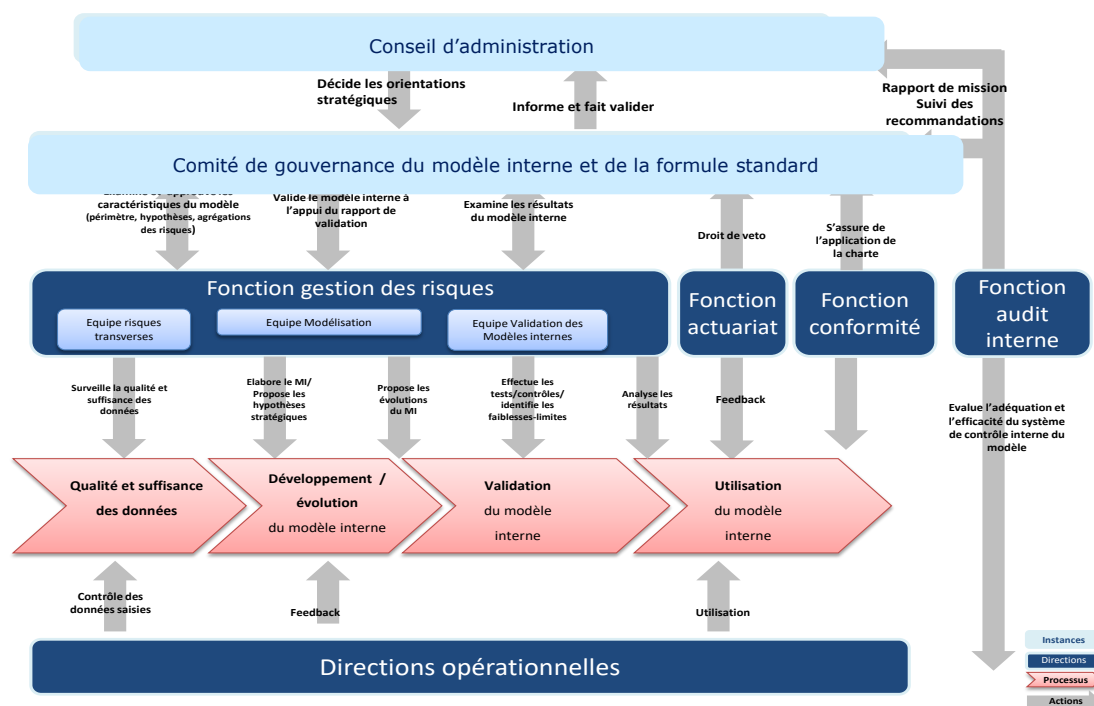 Conseil d’administration
Décide les orientations
stratégiques
Informe et fait valider
Rapport de mission
Suivi des
recommandations
Comité de gouvernance du modèle interne et de la formule standard
caractéristiques du modèle
(périmètre, hypothèses, agrégations
des risques)
Valide le modèle interne à
l’appui du rapport de
validation
Examine les résultats
du modèle interne
Droit de veto
S’assure de
l’application de
la charte
Fonction gestion des risques
Equipe risques
transverses
Equipe Modélisation
Equipe Validation des
Modèles internes
Fonction
actuariat
Fonction
conformité
Fonction
audit
interne
Surveille la qualité et
suffisance des
données
Elabore le MI/
Propose les
hypothèses
stratégiques
Propose les
évolutions
du MI
Effectue les
tests/contrôles/
identifie les
faiblesses-limites
Analyse les
résultats
Feedback
Evalue l’adéquation et
l’efficacité du système
de contrôle interne du
modèle
Qualité et suffisance
des données
Développement /
évolution
du modèle interne
Validation
du modèle
interne
Utilisation
du modèle
interne
Contrôle des
données saisies
Feedback
Utilisation
Directions opérationnelles
Instances
Directions
Processus
Actions